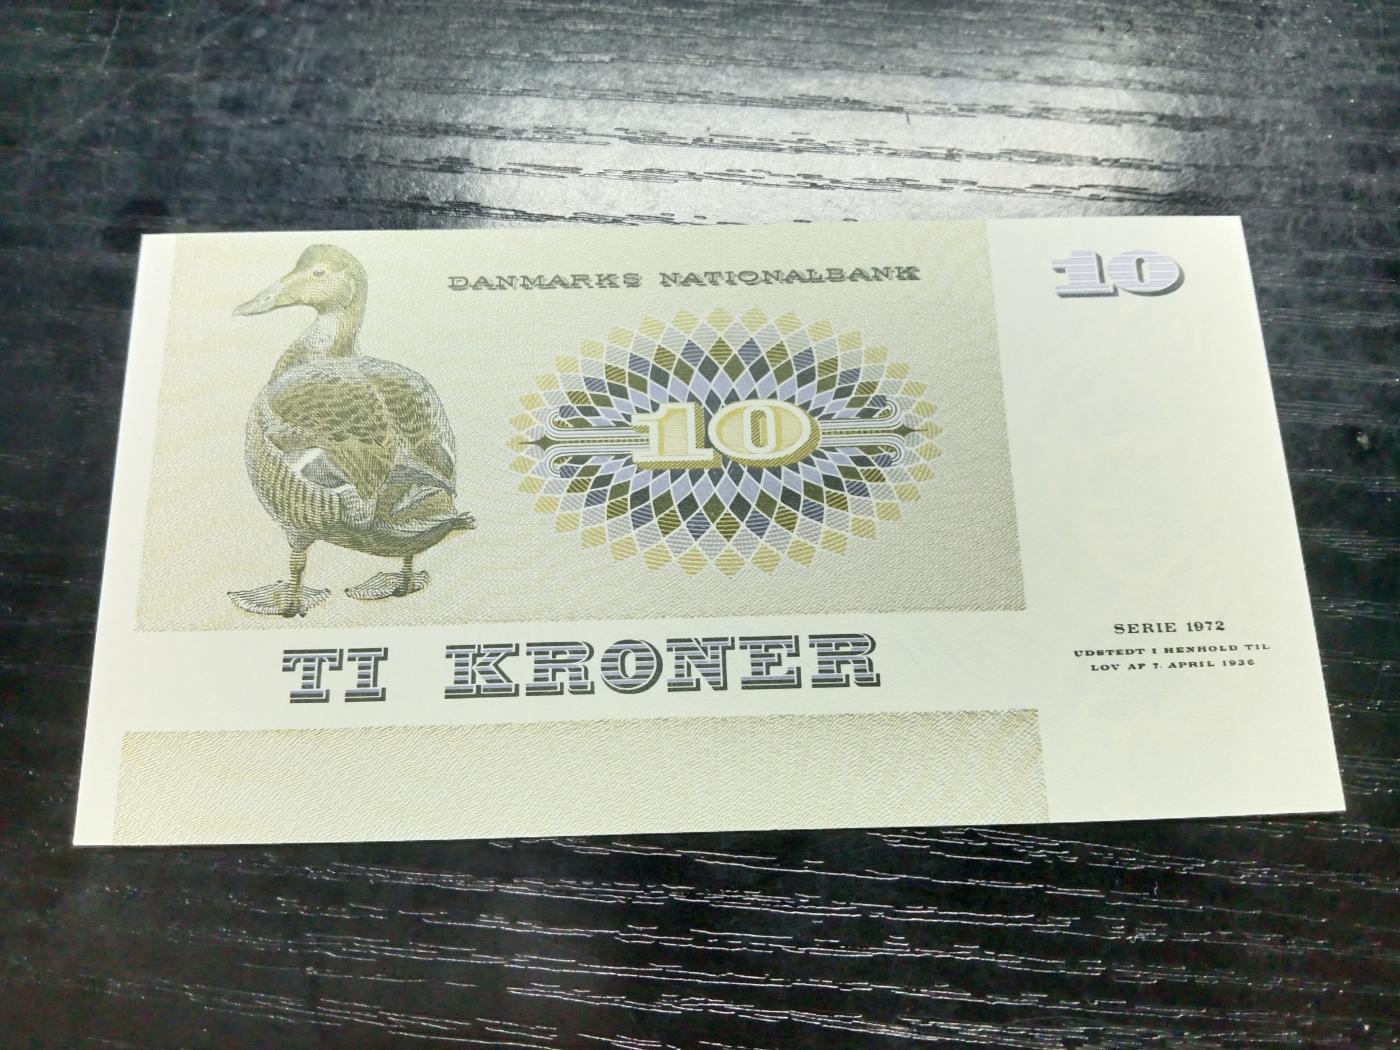 DANMARKS NATIONALBANK
10
10
TI KRONER
SERIE 1972
UDSTEDT I HENHOLD TIL
LOV AF 7. APRIL 1936